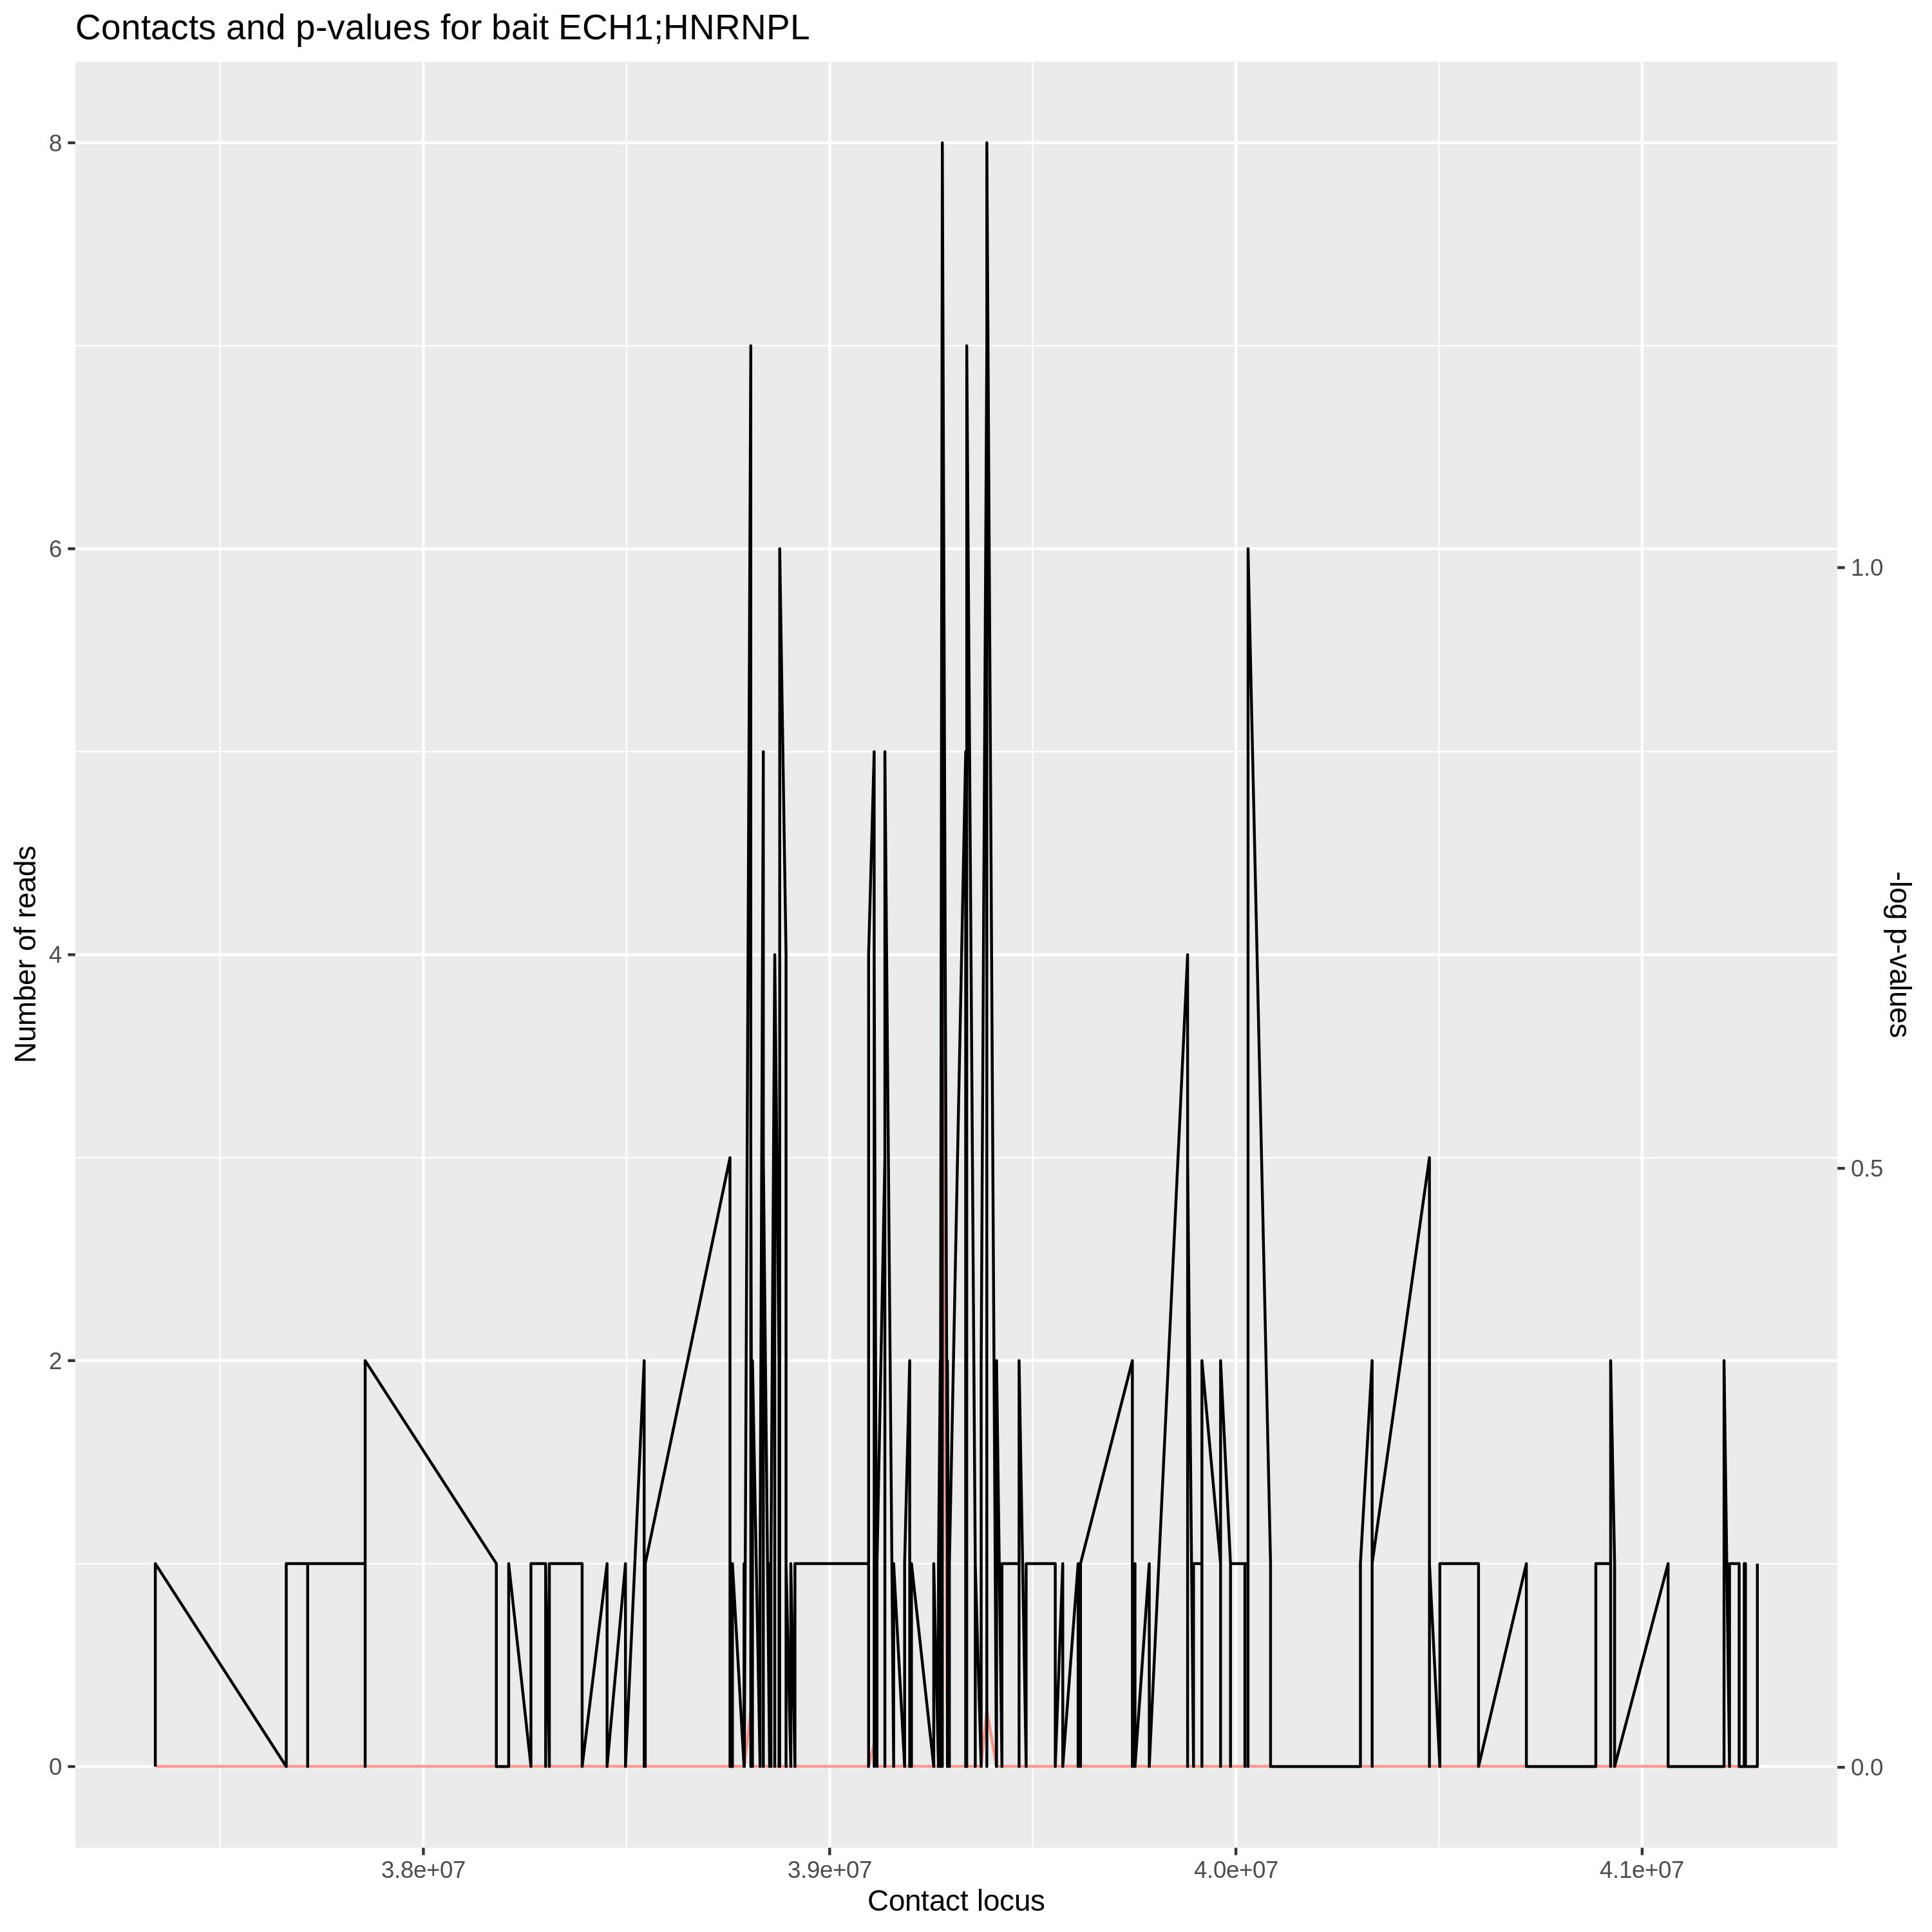 Contacts and p-values for bait ECH1;HNRNPL
8
6
4
2
0
Number of reads
1.0
0.5
0.0
-log p-values
3.8e+07
3.9e+07
4.0e+07
4.1e+07
Contact locus